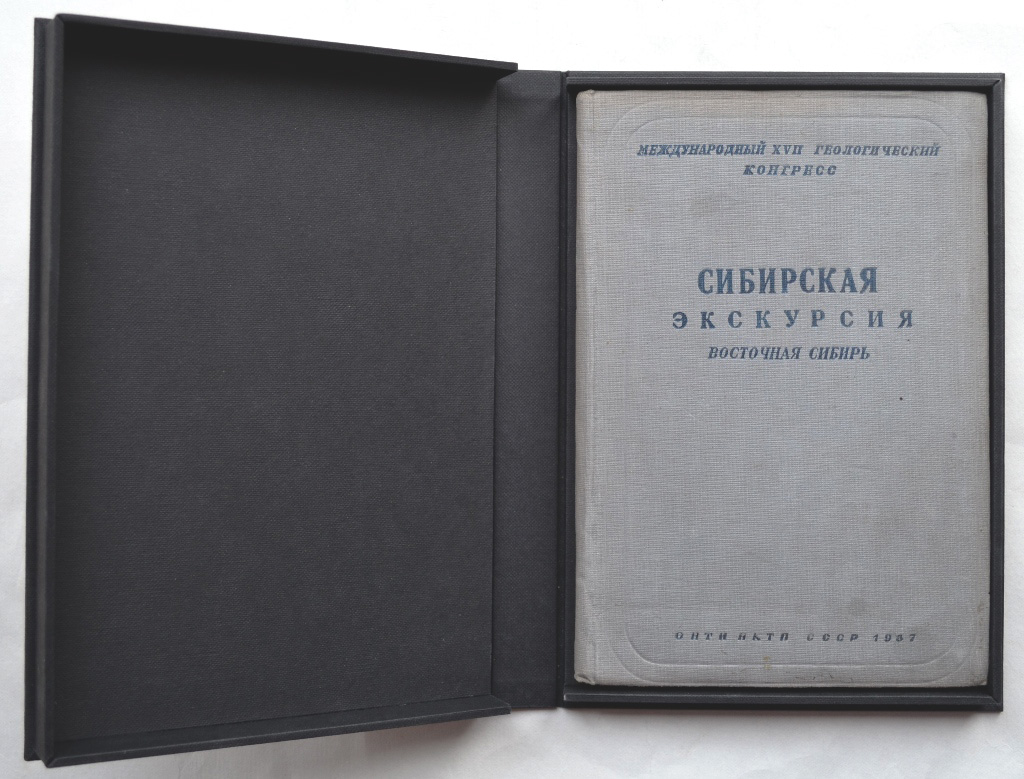 МЕЖДУНАРОДНЫЙ XVII ГЕОЛОГИЧЕСКИЙ
КОНГРЕСС
СИБИРСКАЯ
ЭКСКУРСИЯ
ВОСТОЧНАЯ СИБИРЬ
ОНТИ НКТП СССР 1937